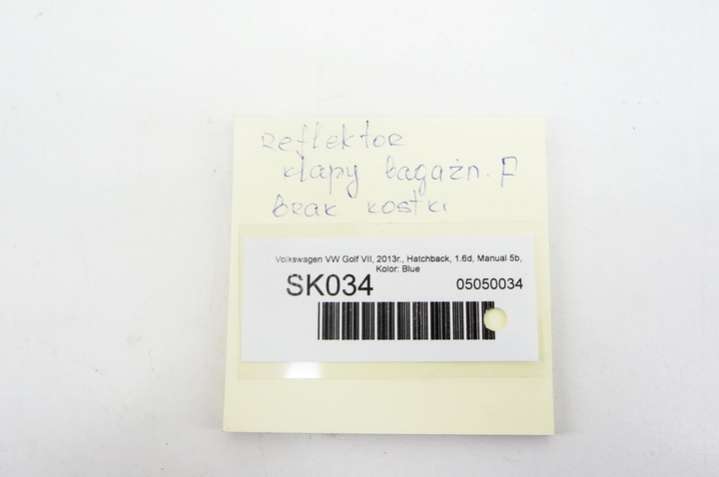 reflektor
klapy bagażn. P
Brak kostki
Volkswagen VW Golf VII, 2013r., Hatchback, 1.6d, Manual 5b,
Kolor: Blue
SK034 05050034